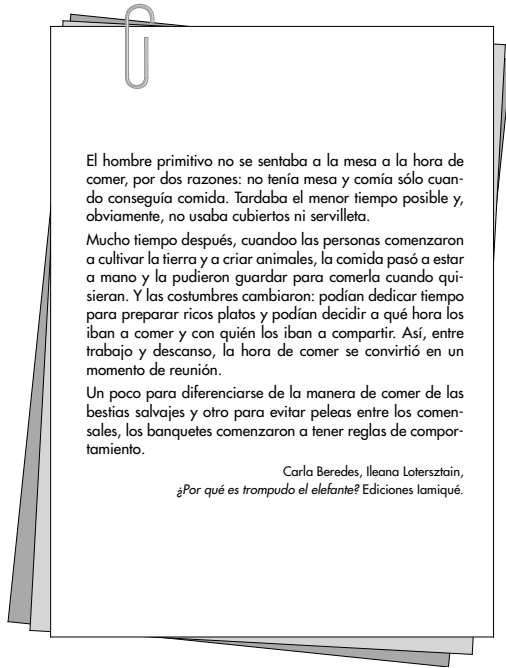 El hombre primitivo no se sentaba a la mesa a la hora de
comer, por dos razones: no tenía mesa y comía sólo cuan-
do conseguía comida. Tardaba el menor tiempo posible y,
obviamente, no usaba cubiertos ni servilleta.
Mucho tiempo después, cuandoo las personas comenzaron
a cultivar la tierra y a criar animales, la comida pasó a estar
a mano y la pudieron guardar para comerla cuando qui-
sieran. Y las costumbres cambiaron: podían dedicar tiempo
para preparar ricos platos y podían decidir a qué hora los
iban a comer y con quién los iban a compartir. Así, entre
trabajo y descanso, la hora de comer se convirtió en un
momento de reunión.
Un poco para diferenciarse de la manera de comer de las
bestias salvajes y otro para evitar peleas entre los comen-
sales, los banquetes comenzaron a tener reglas de compor-
tamiento.
Carla Beredes, Ileana Lotersztain,
¿Por qué es trompudo el elefante? Ediciones Iamiqué.